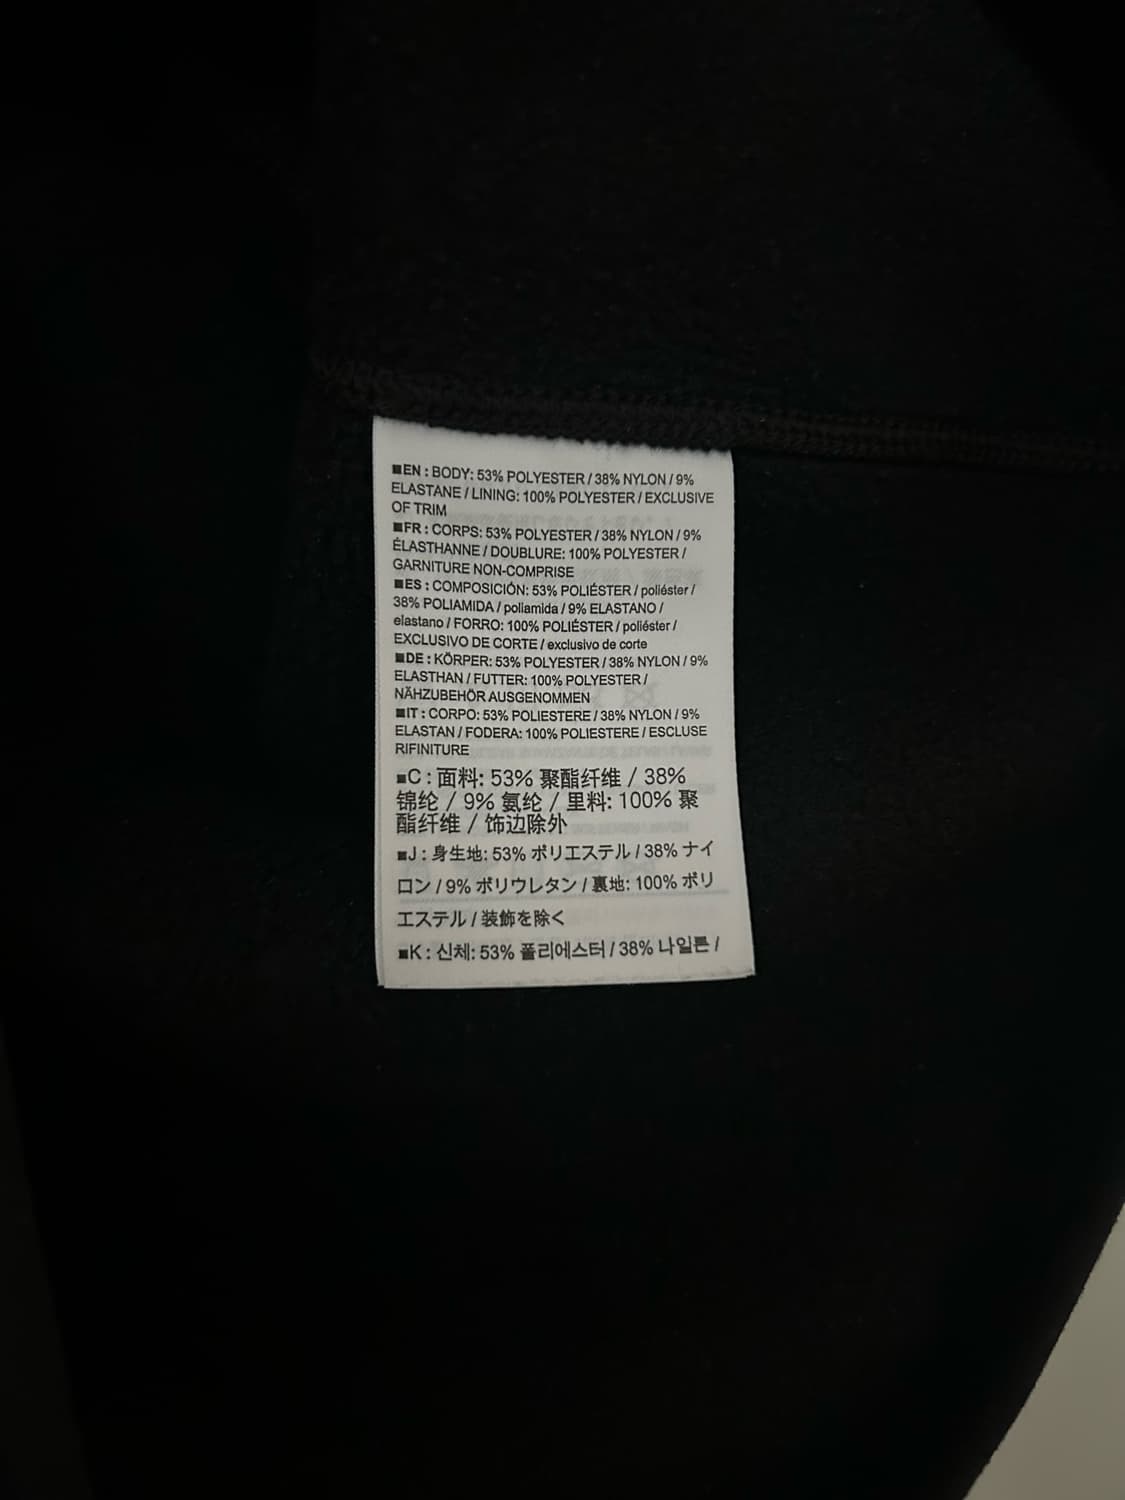 ■EN : BODY: 53% POLYESTER / 38% NYLON / 9%
ELASTANE / LINING: 100% POLYESTER / EXCLUSIVE
OF TRIM
■FR : CORPS: 53% POLYESTER / 38% NYLON / 9%
ÉLASTHANNE / DOUBLURE: 100% POLYESTER /
GARNITURE NON-COMPRISE
■ES : COMPOSICIÓN: 53% POLIÉSTER / poliéster /
38% POLIAMIDA / poliamida / 9% ELASTANO /
elastano / FORRO: 100% POLIÉSTER / poliéster /
EXCLUSIVO DE CORTE / exclusivo de corte
■DE : KÖRPER: 53% POLYESTER / 38% NYLON / 9%
ELASTHAN / FUTTER: 100% POLYESTER /
NÄHZUBEHÖR AUSGENOMMEN
■IT : CORPO: 53% POLIESTERE / 38% NYLON / 9%
ELASTAN / FODERA: 100% POLIESTERE / ESCLUSE
RIFINITURE
■C : 面料: 53% 聚酯纤维 / 38%
锦纶 / 9% 氨纶 / 里料: 100% 聚
酯纤维 / 饰边除外
■J : 身生地: 53% ポリエステル / 38% ナイ
ロン / 9% ポリウレタン / 裏地: 100% ポリ
エステル / 装飾を除く
■K : 신체: 53% 폴리에스터 / 38% 나일론 /